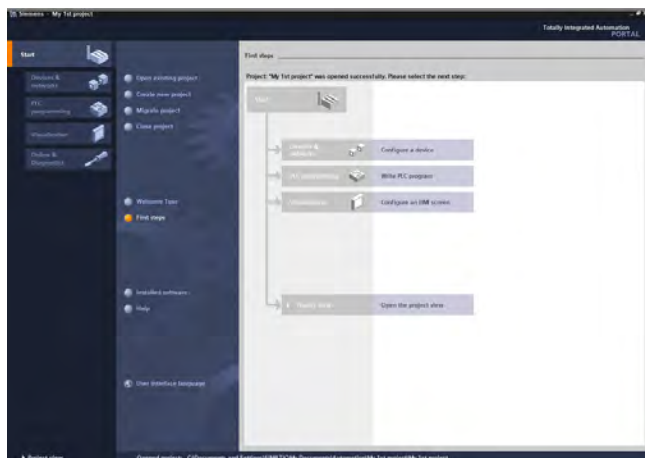 Siemens - My 1st project
Totally Integrated Automation
PORTAL
Start
Devices &
networks
PLC
programming
Visualization
Online &
Diagnostics
Open existing project
Create new project
Migrate project
Close project
Welcome Tour
First steps
Installed software
Help
User interface language
First steps
Project: "My 1st project" was opened successfully. Please select the next step:
Start
Devices &
networks
Configure a device
PLC programming
Write PLC program
Visualization
Configure an HMI screen
Project view
Open the project view
Project view